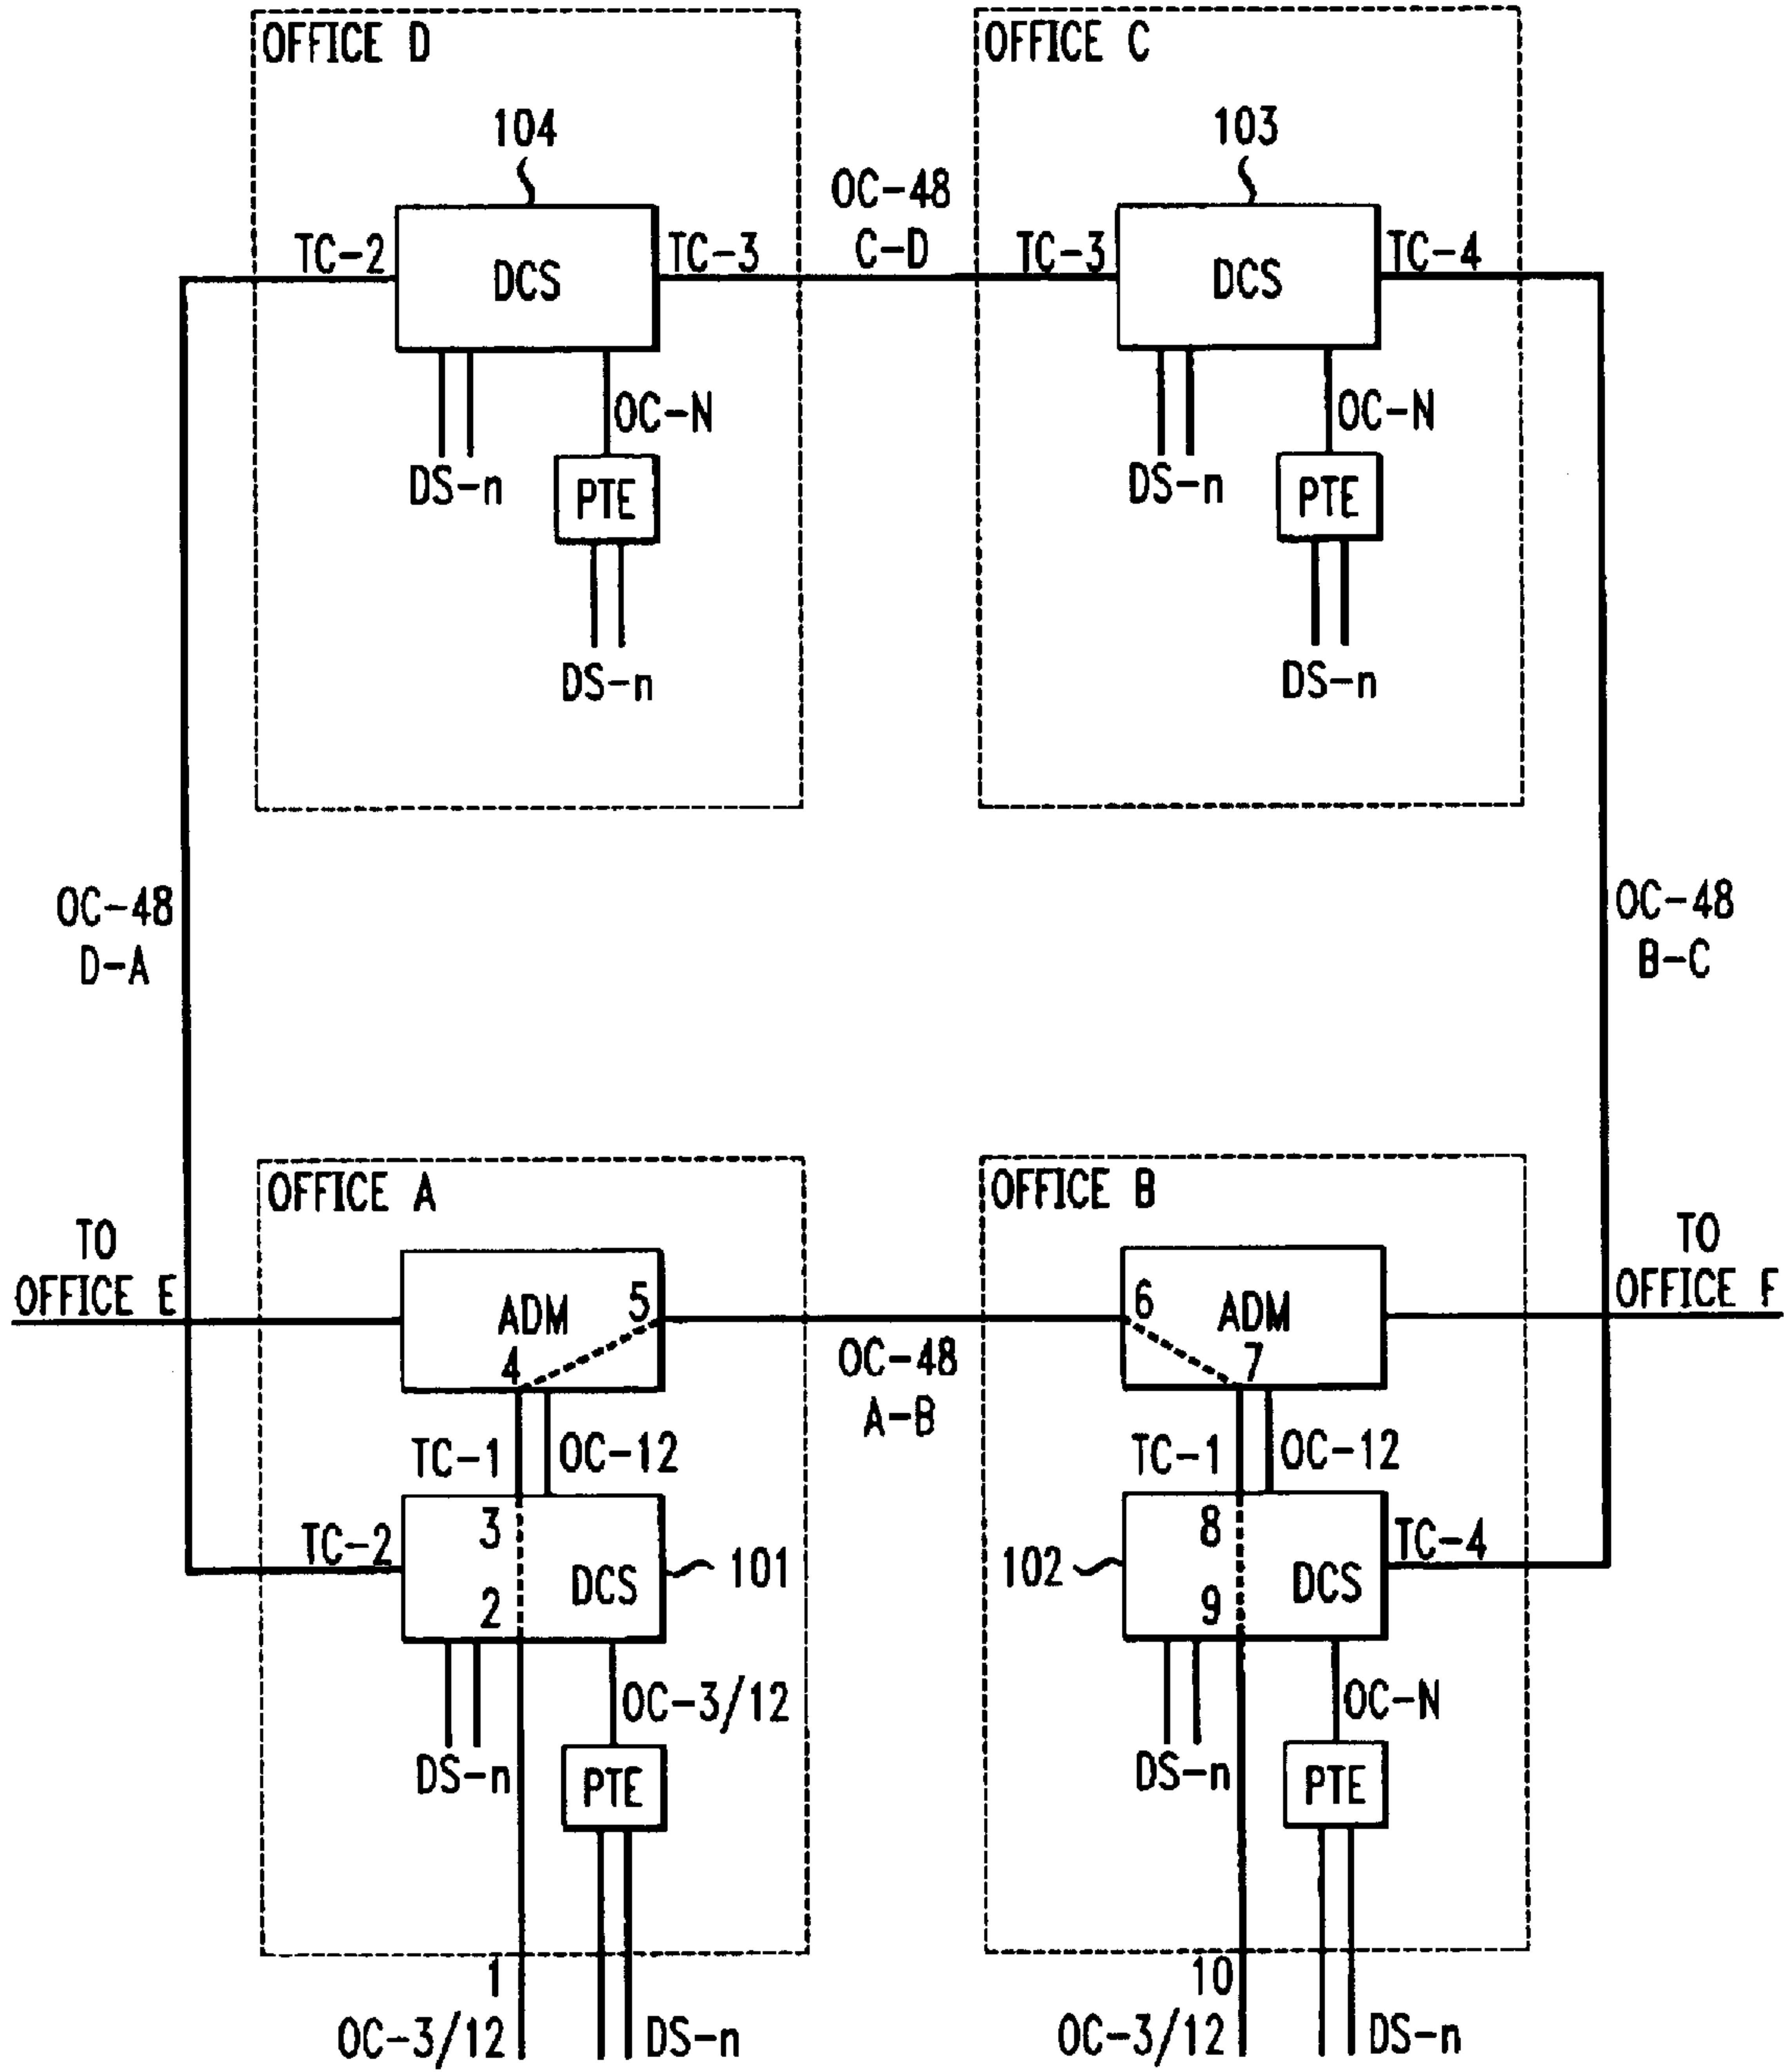 OFFICE D
104
TC-2
DCS
TC-3
DS-n
OC-N
PTE
DS-n
OC-48
C-D
OFFICE C
103
TC-3
DCS
TC-4
DS-n
OC-N
PTE
DS-n
OC-48
D-A
OC-48
B-C
TO
OFFICE E
OFFICE A
ADM
5
4
TC-1
OC-12
TC-2
3
2
DCS
101
DS-n
OC-3/12
PTE
1
OC-3/12
DS-n
OC-48
A-B
OFFICE B
6
ADM
7
TC-1
OC-12
102
8
9
DCS
TC-4
DS-n
OC-N
PTE
10
OC-3/12
DS-n
TO
OFFICE F